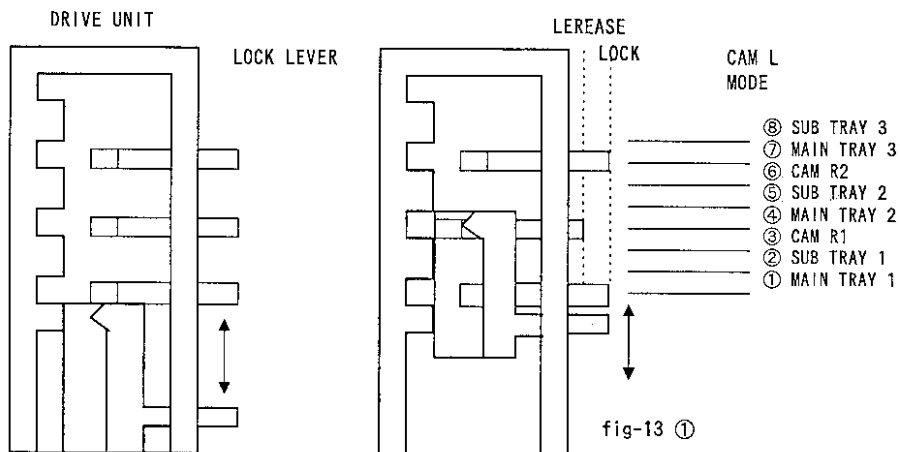 DRIVE UNIT
LOCK LEVER
LEREASE
LOCK
CAM L
MODE
⑧ SUB TRAY 3
⑦ MAIN TRAY 3
⑥ CAM R2
⑤ SUB TRAY 2
④ MAIN TRAY 2
③ CAM R1
② SUB TRAY 1
① MAIN TRAY 1
fig-13 ①